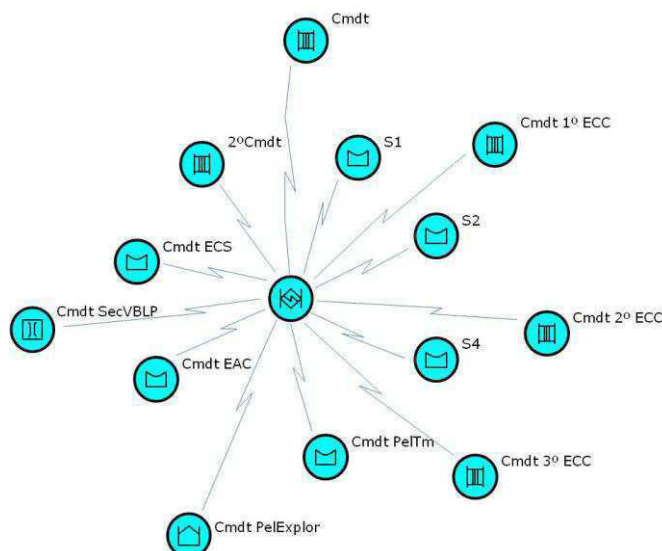 Cmdt
2ºCmdt
S1
Cmdt 1º ECC
S2
Cmdt ECS
Cmdt SecVBLP
Cmdt 2º ECC
S4
Cmdt EAC
Cmdt PelTm
Cmdt 3º ECC
Cmdt PelExplor